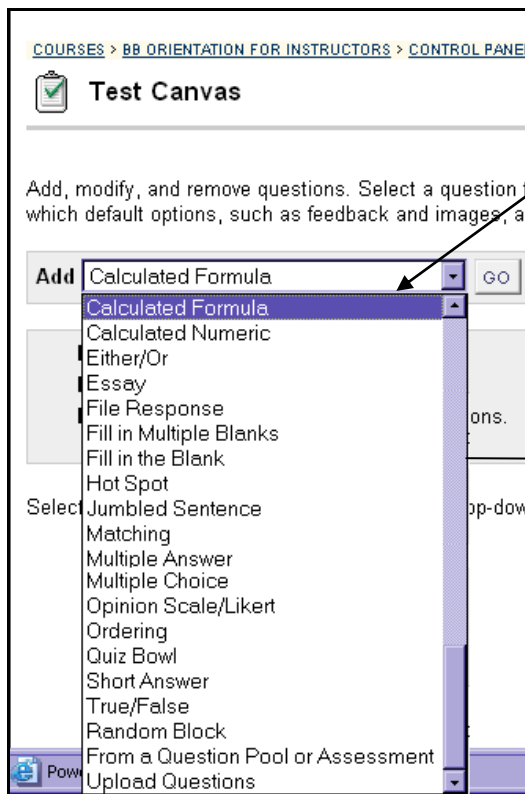 COURSES > BB ORIENTATION FOR INSTRUCTORS > CONTROL PANEL
Test Canvas
Add, modify, and remove questions. Select a question
which default options, such as feedback and images, a
Add Calculated Formula GO
Calculated Formula
Calculated Numeric
Either/Or
Essay
File Response
Fill in Multiple Blanks
ons.
Fill in the Blank
Hot Spot
Select
Jumbled Sentence
op-dow
Matching
Multiple Answer
Multiple Choice
Opinion Scale/Likert
Ordering
Quiz Bowl
Short Answer
True/False
Random Block
From a Question Pool or Assessment
Pow
Upload Questions